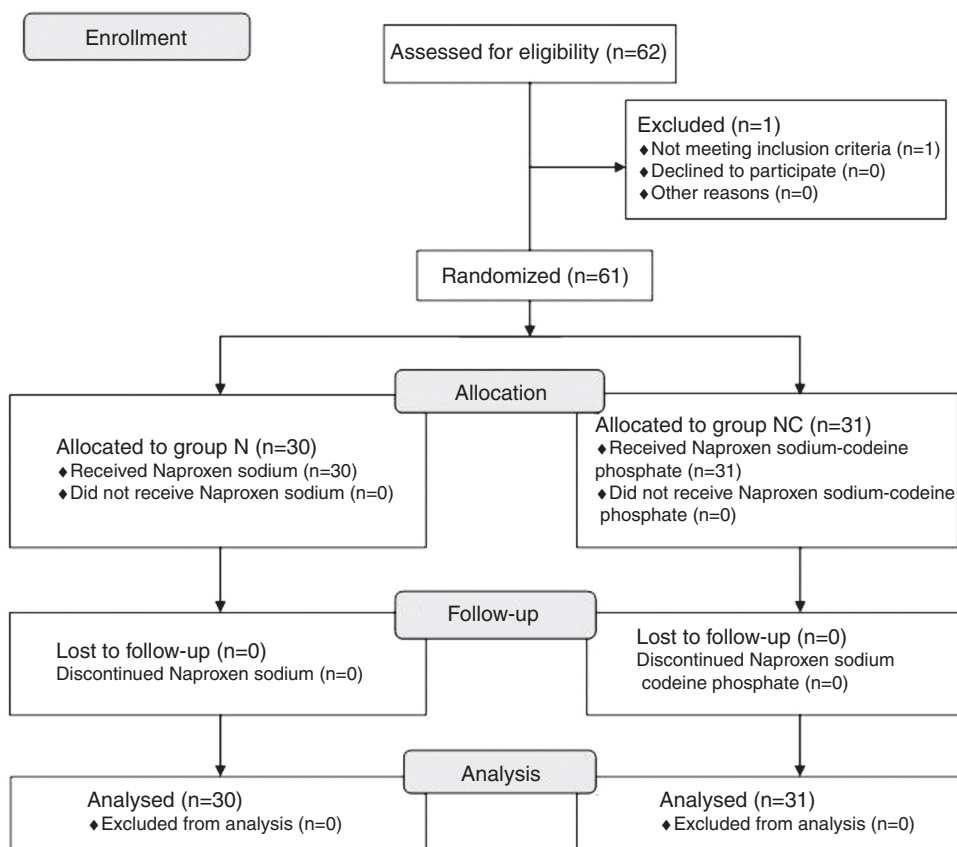 Enrollment
Assessed for eligibility (n=62)
Excluded (n=1)
♦Not meeting inclusion criteria (n=1)
♦Declined to participate (n=0)
♦Other reasons (n=0)
Randomized (n=61)
Allocation
Allocated to group N (n=30)
♦Received Naproxen sodium (n=30)
♦Did not receive Naproxen sodium (n=0)
Allocated to group NC (n=31)
♦Received Naproxen sodium-codeine
phosphate (n=31)
♦Did not receive Naproxen sodium-codeine
phosphate (n=0)
Follow-up
Lost to follow-up (n=0)
Discontinued Naproxen sodium (n=0)
Lost to follow-up (n=0)
Discontinued Naproxen sodium
codeine phosphate (n=0)
Analysis
Analysed (n=30)
♦Excluded from analysis (n=0)
Analysed (n=31)
♦Excluded from analysis (n=0)